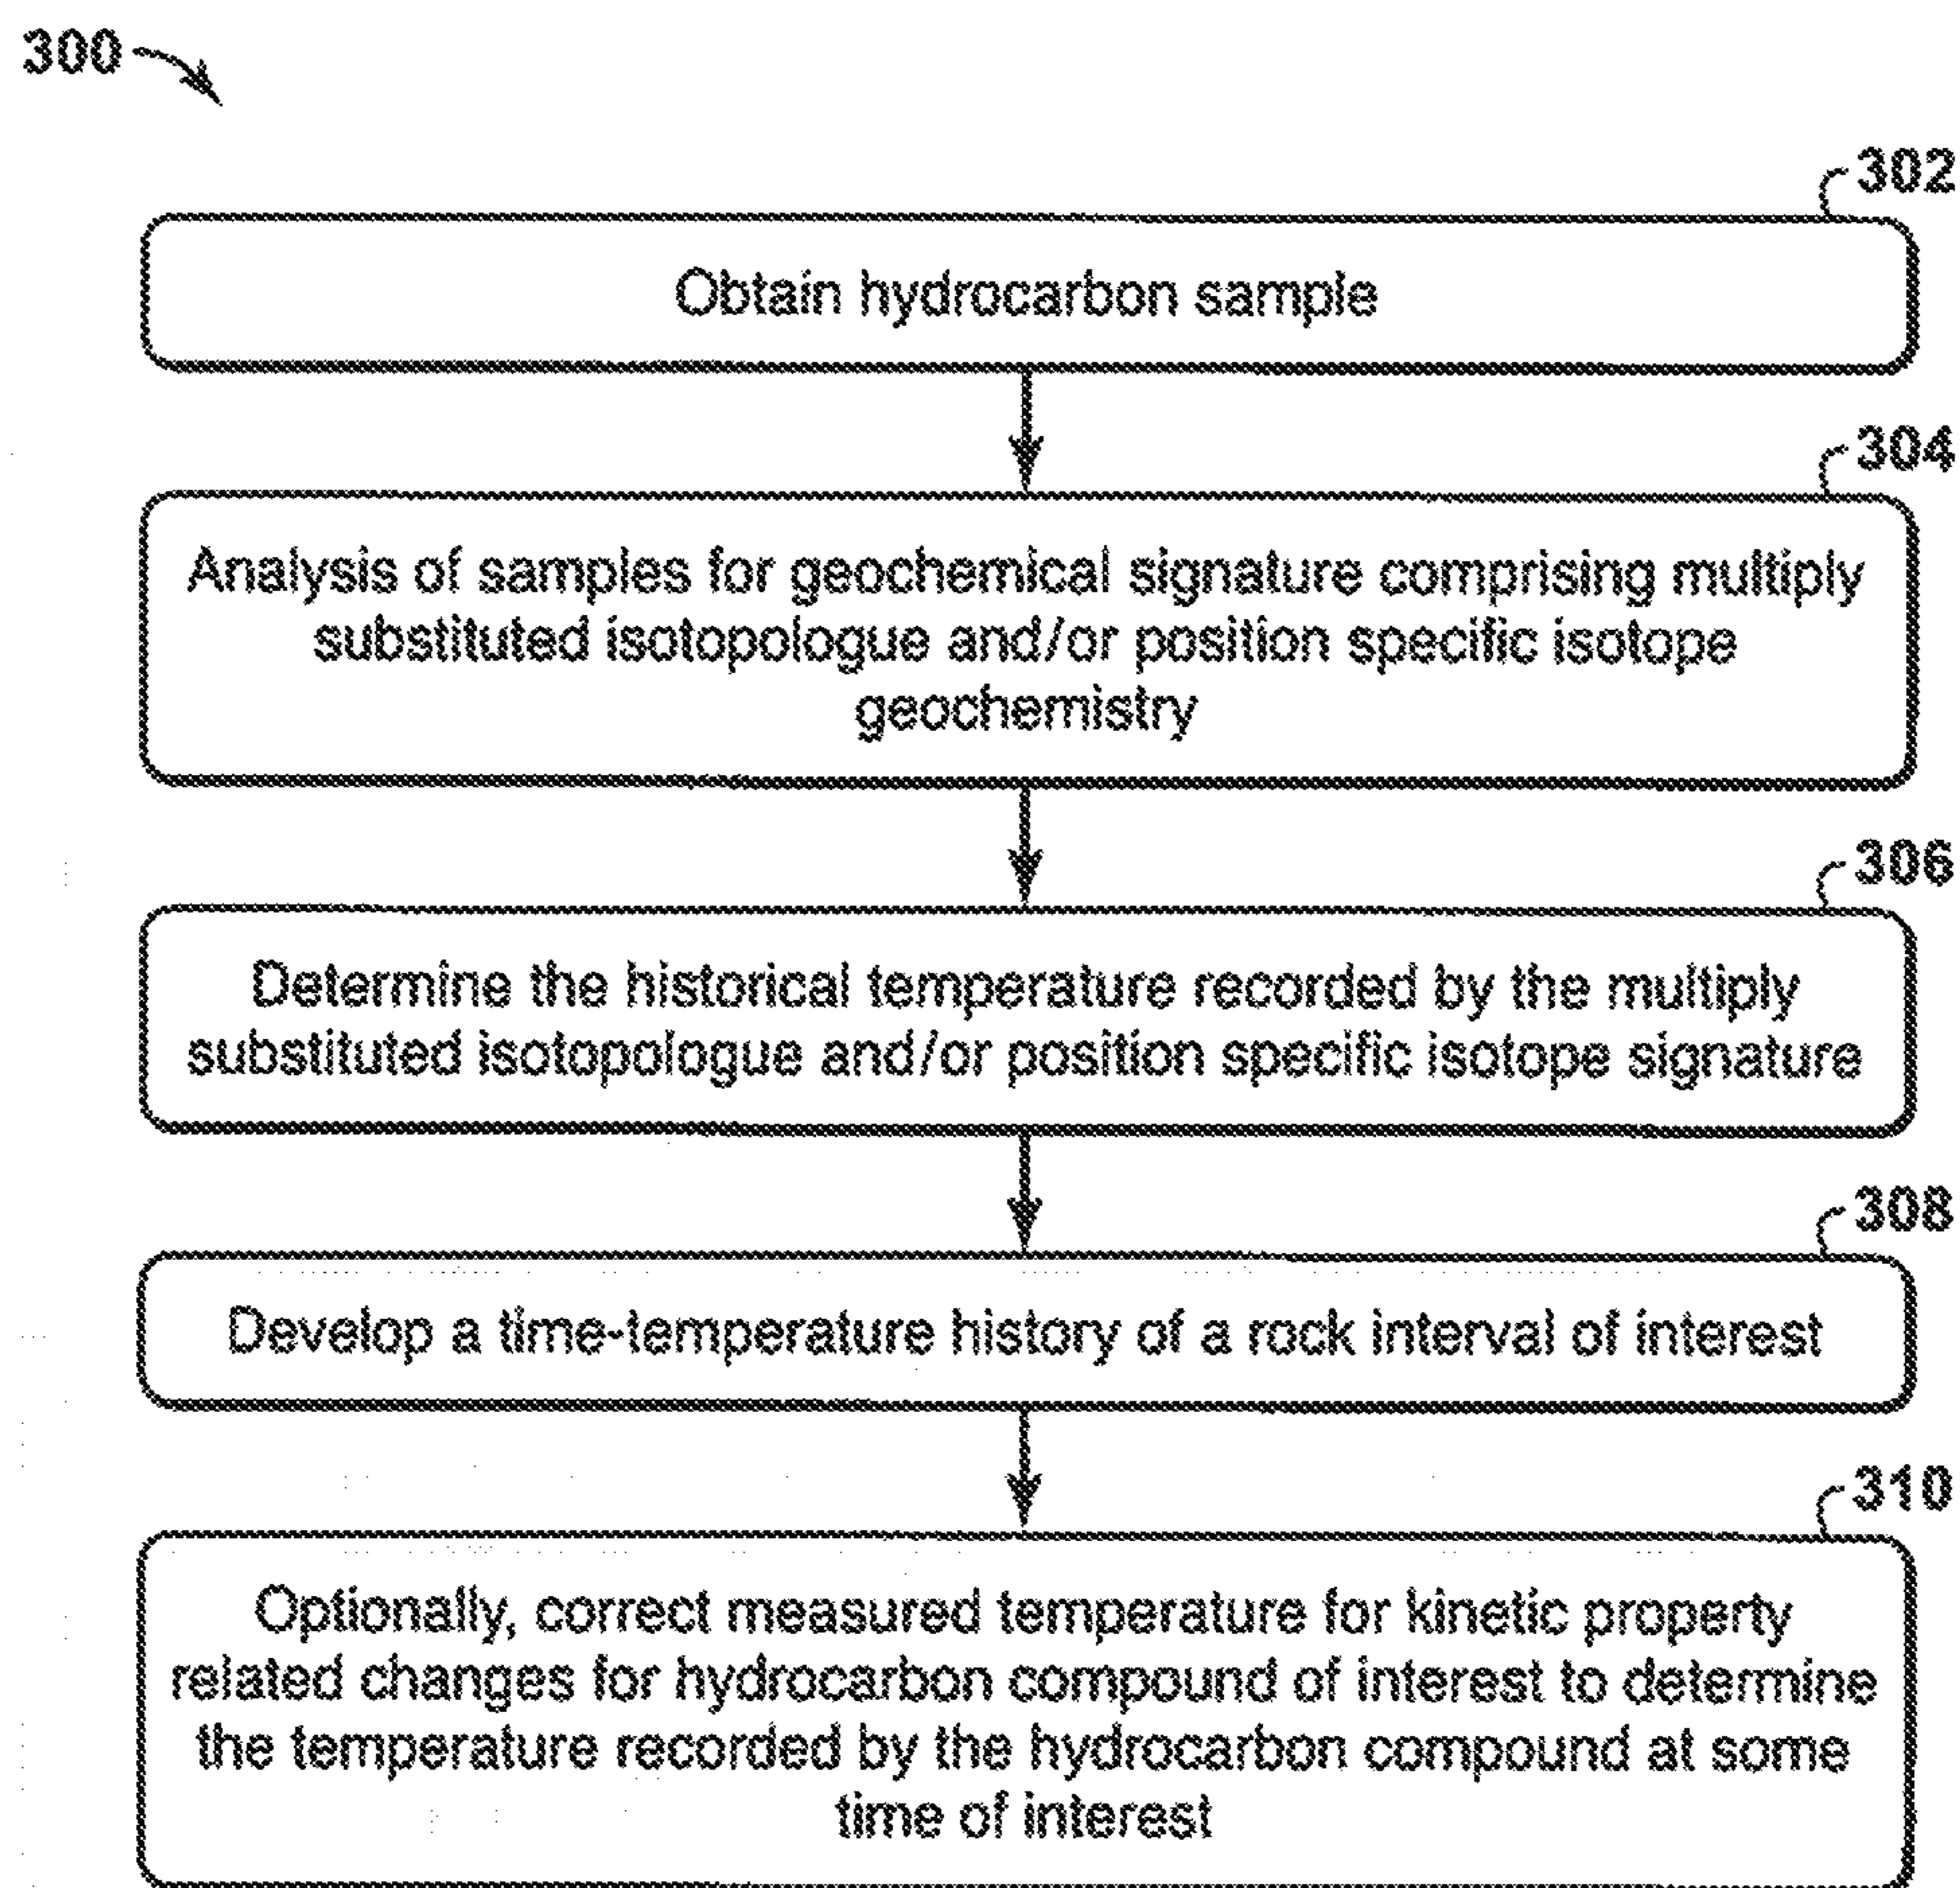 300
302
Obtain hydrocarbon sample
304
Analysis of samples for geochemical signature comprising multiply
substituted isotopologue and/or position specific isotope
geochemistry
306
Determine the historical temperature recorded by the multiply
substituted isotopologue and/or position specific isotope signature
308
Develop a time-temperature history of a rock interval of interest
310
Optionally, correct measured temperature for kinetic property
related changes for hydrocarbon compound of interest to determine
the temperature recorded by the hydrocarbon compound at some
time of interest